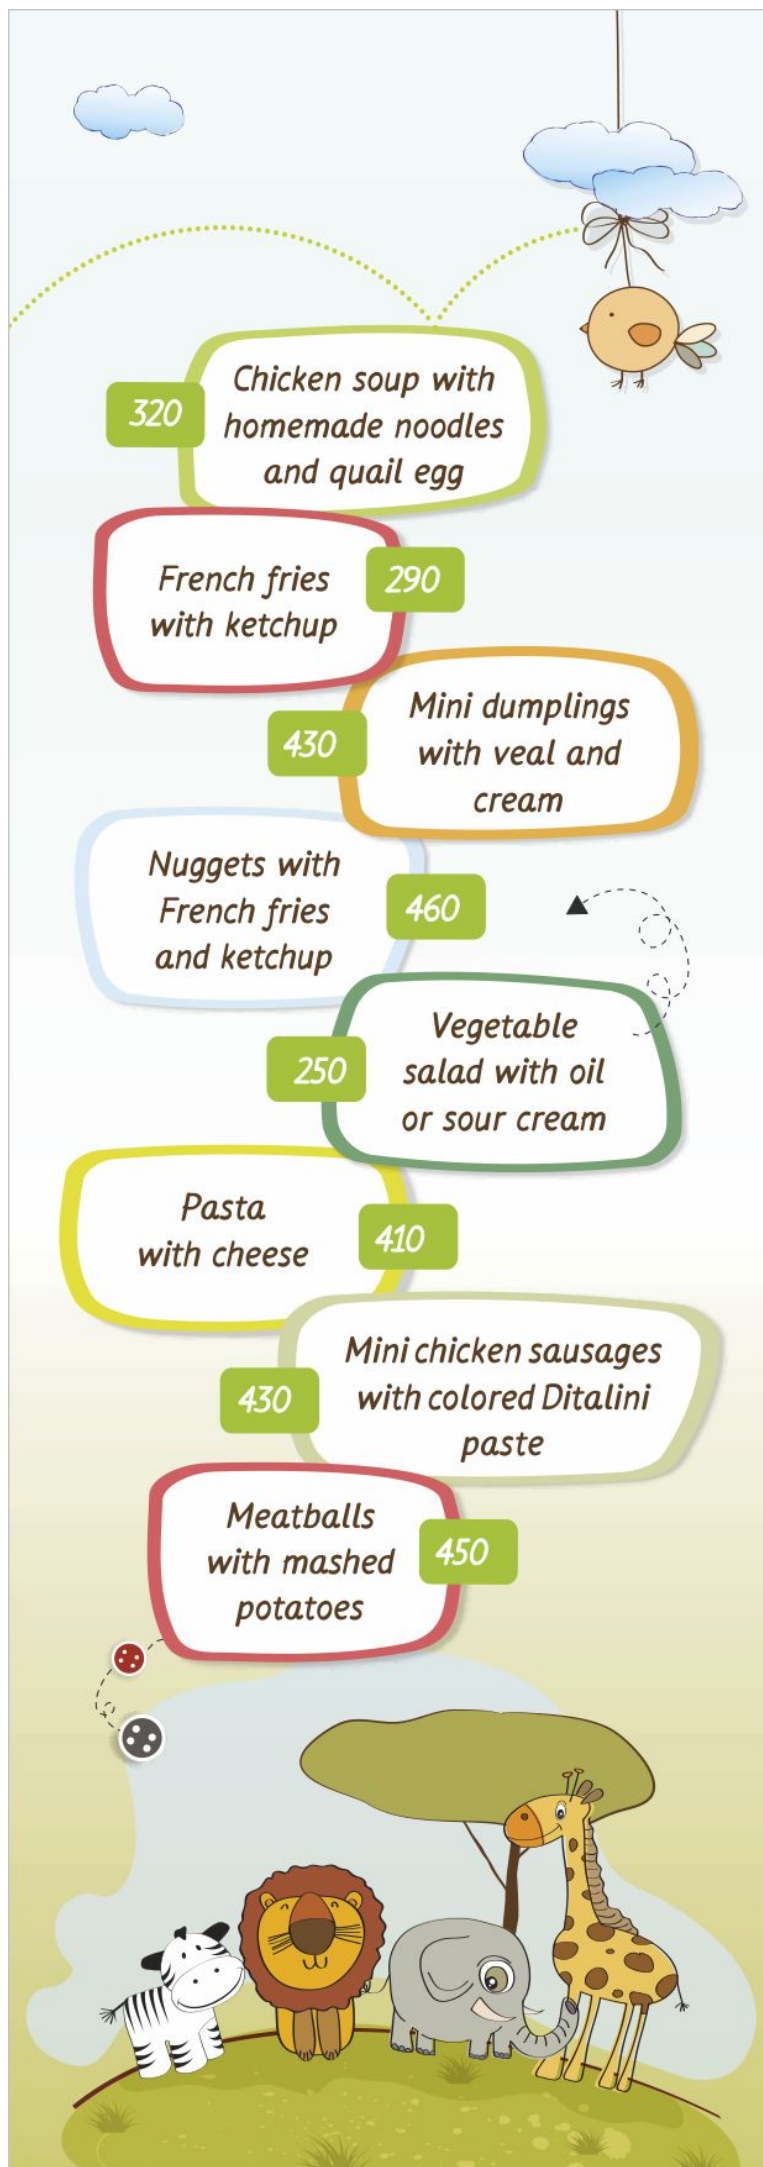 320
Chicken soup with
homemade noodles
and quail egg
French fries
with ketchup
290
430
Mini dumplings
with veal and
cream
Nuggets with
French fries
and ketchup
460
250
Vegetable
salad with oil
or sour cream
Pasta
with cheese
410
430
Mini chicken sausages
with colored Ditalini
paste
Meatballs
with mashed
potatoes
450